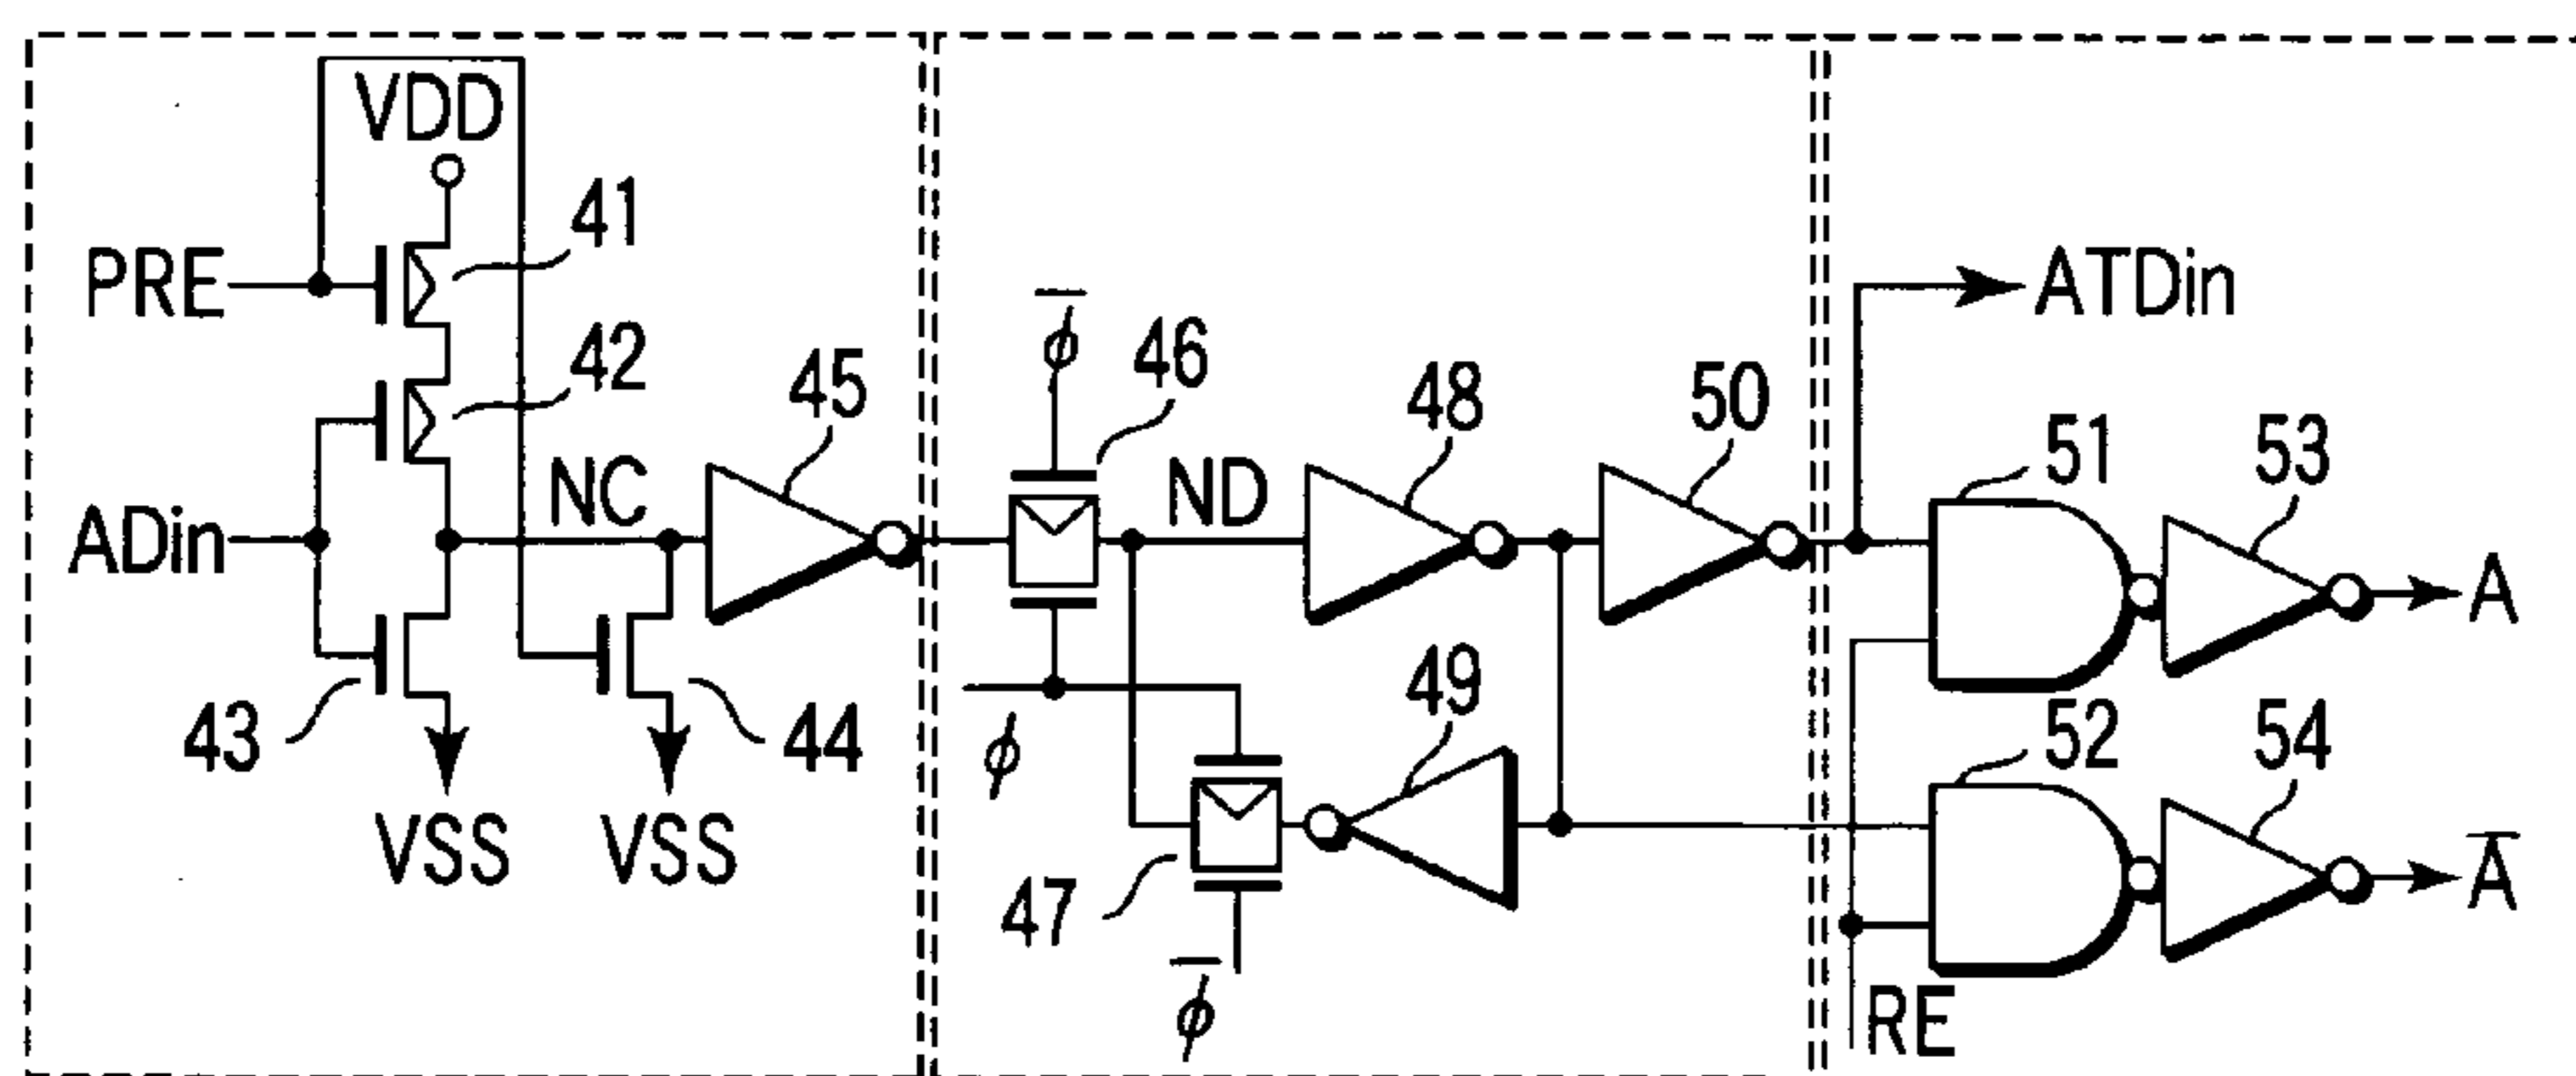 VDD
41
PRE
42
45
NC
ADin
43
44
VSS
VSS
ϕ̅
46
ND
48
50
49
ϕ
47
ϕ̅
ATDin
51
53
A
52
54
A̅
RE